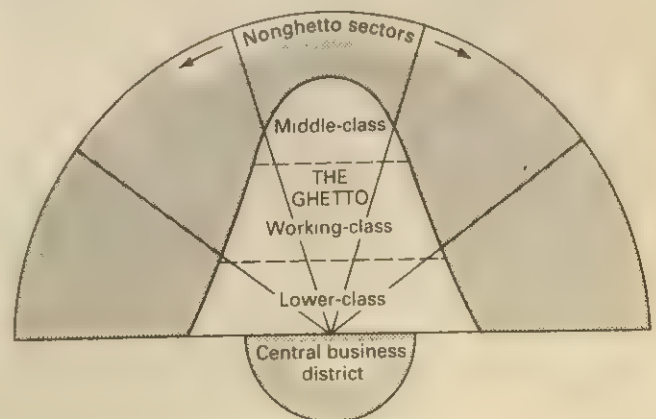 Nonghetto sectors
Middle-class
THE
GHETTO
Working-class
Lower-class
Central business
district